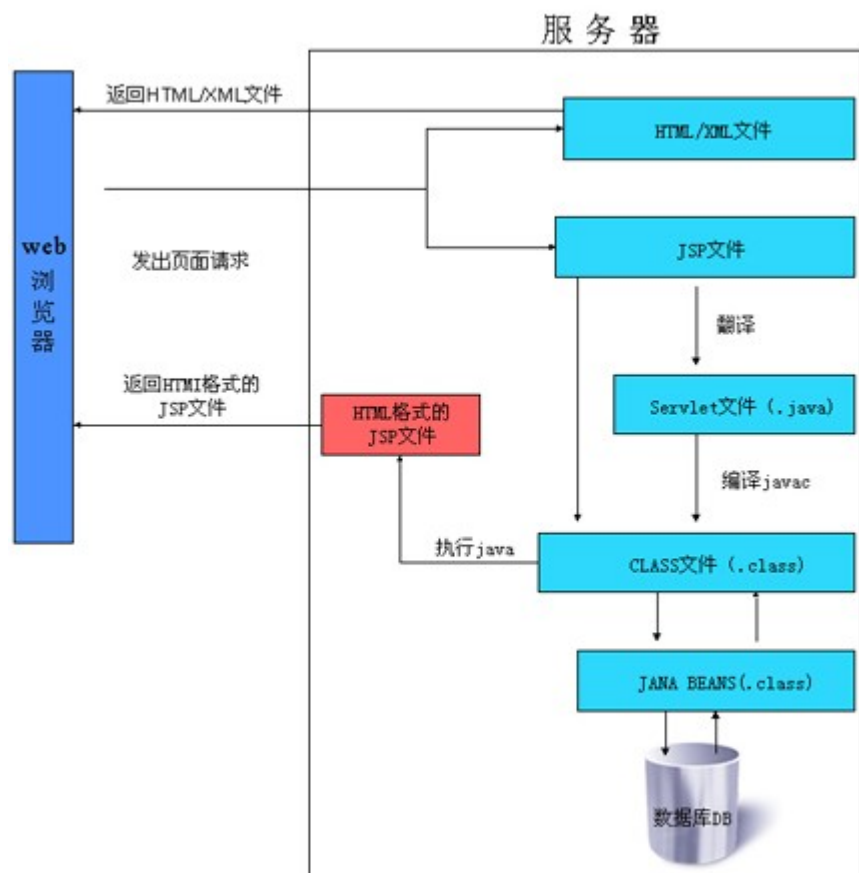 服 务 器
返回HTML/XML文件
HTML/XML文件
web
浏
览
器
发出页面请求
JSP文件
翻译
返回HTMI格式的
JSP文件
HTML格式的
JSP文件
Servlet文件 (.java)
编译javac
执行java
CLASS文件 (.class)
JANA BEANS(.class)
数据库DB